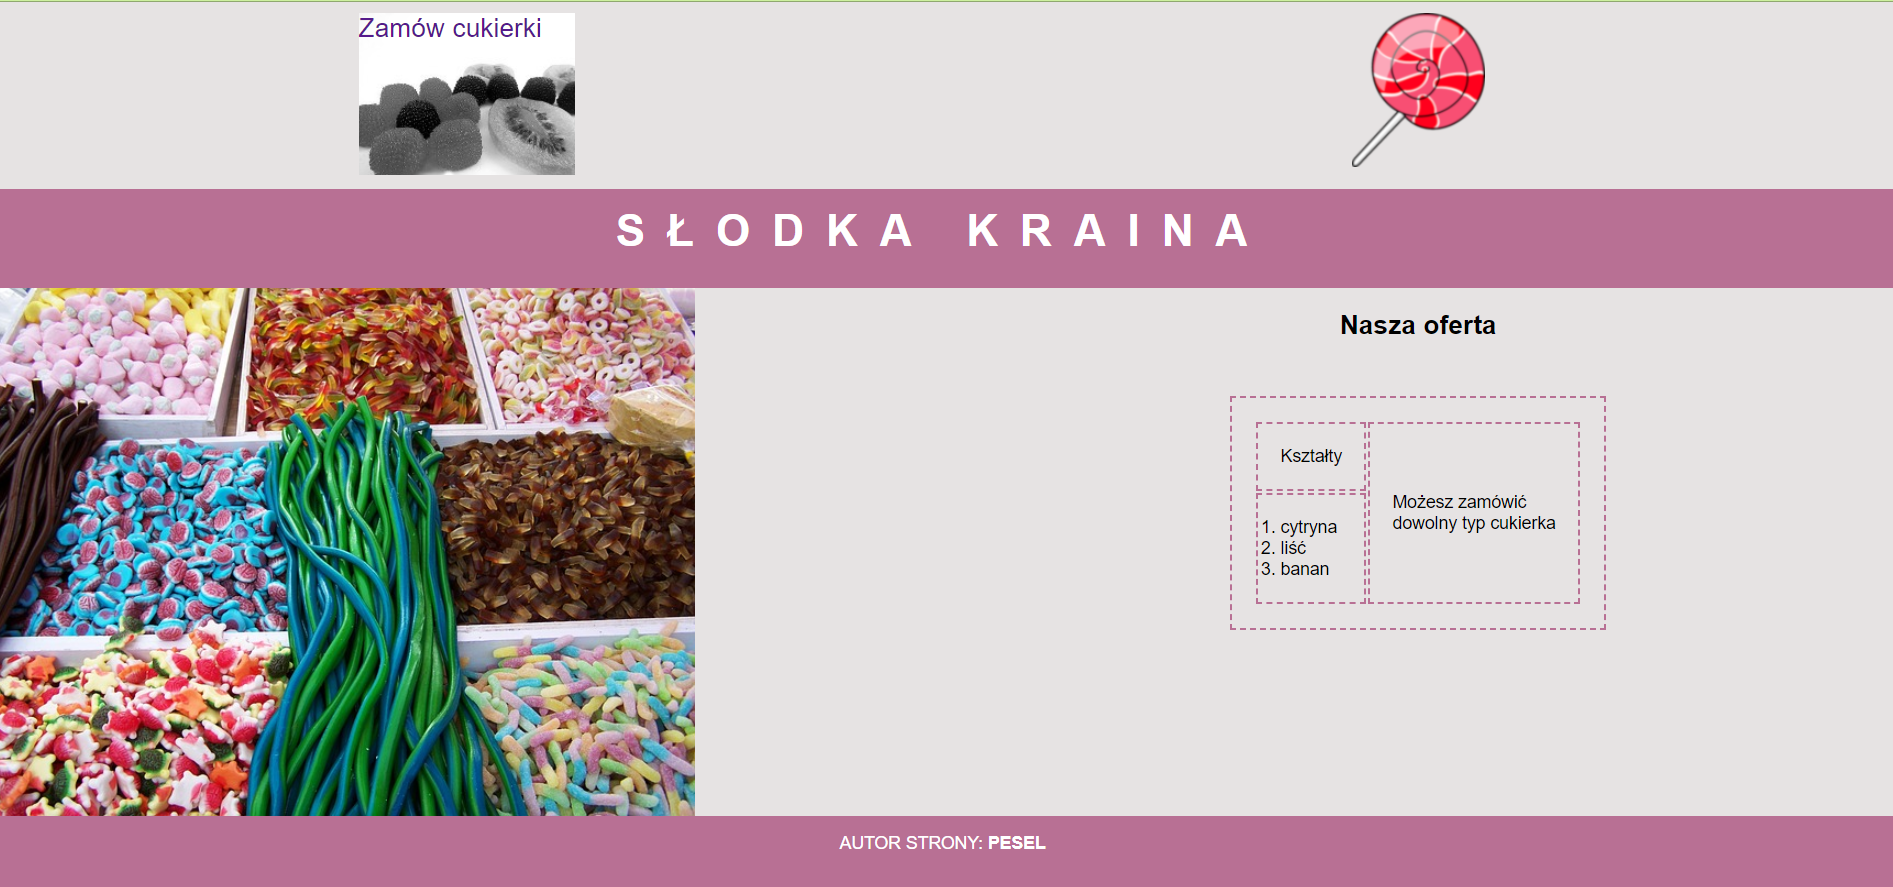 Zamów cukierki
SŁODKA KRAINA
Nasza oferta
Kształty
1. cytryna
2. liść
3. banan
Możesz zamówić
dowolny typ cukierka
AUTOR STRONY: PESEL